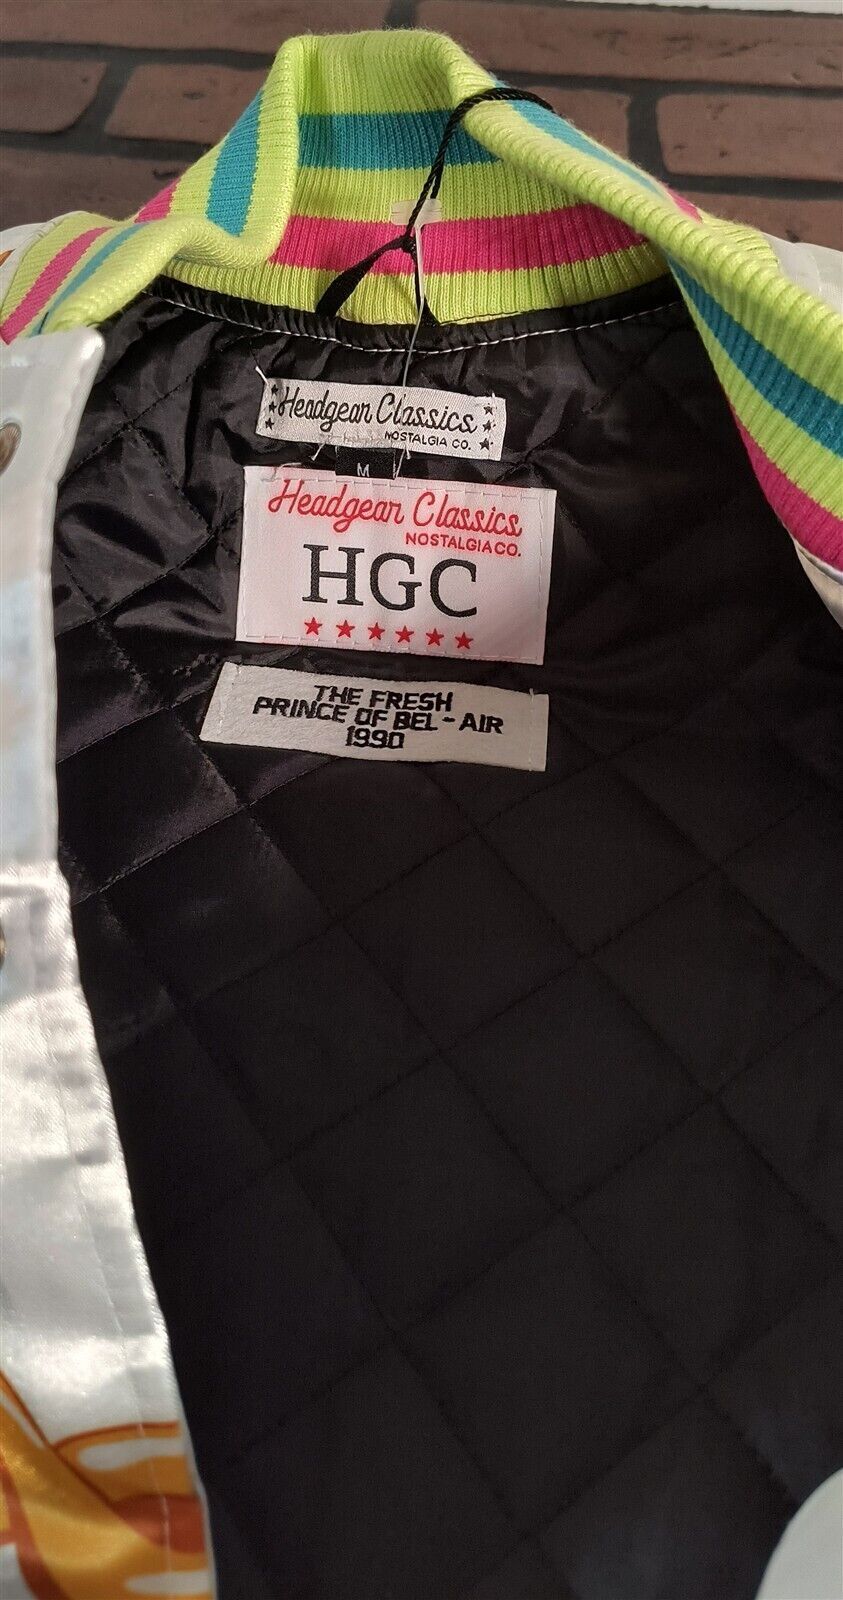 Headgear Classics
NOSTALGIA CO.
M
Headgear Classics
NOSTALGIA CO.
HGC
THE FRESH
PRINCE OF BEL-AIR
1990